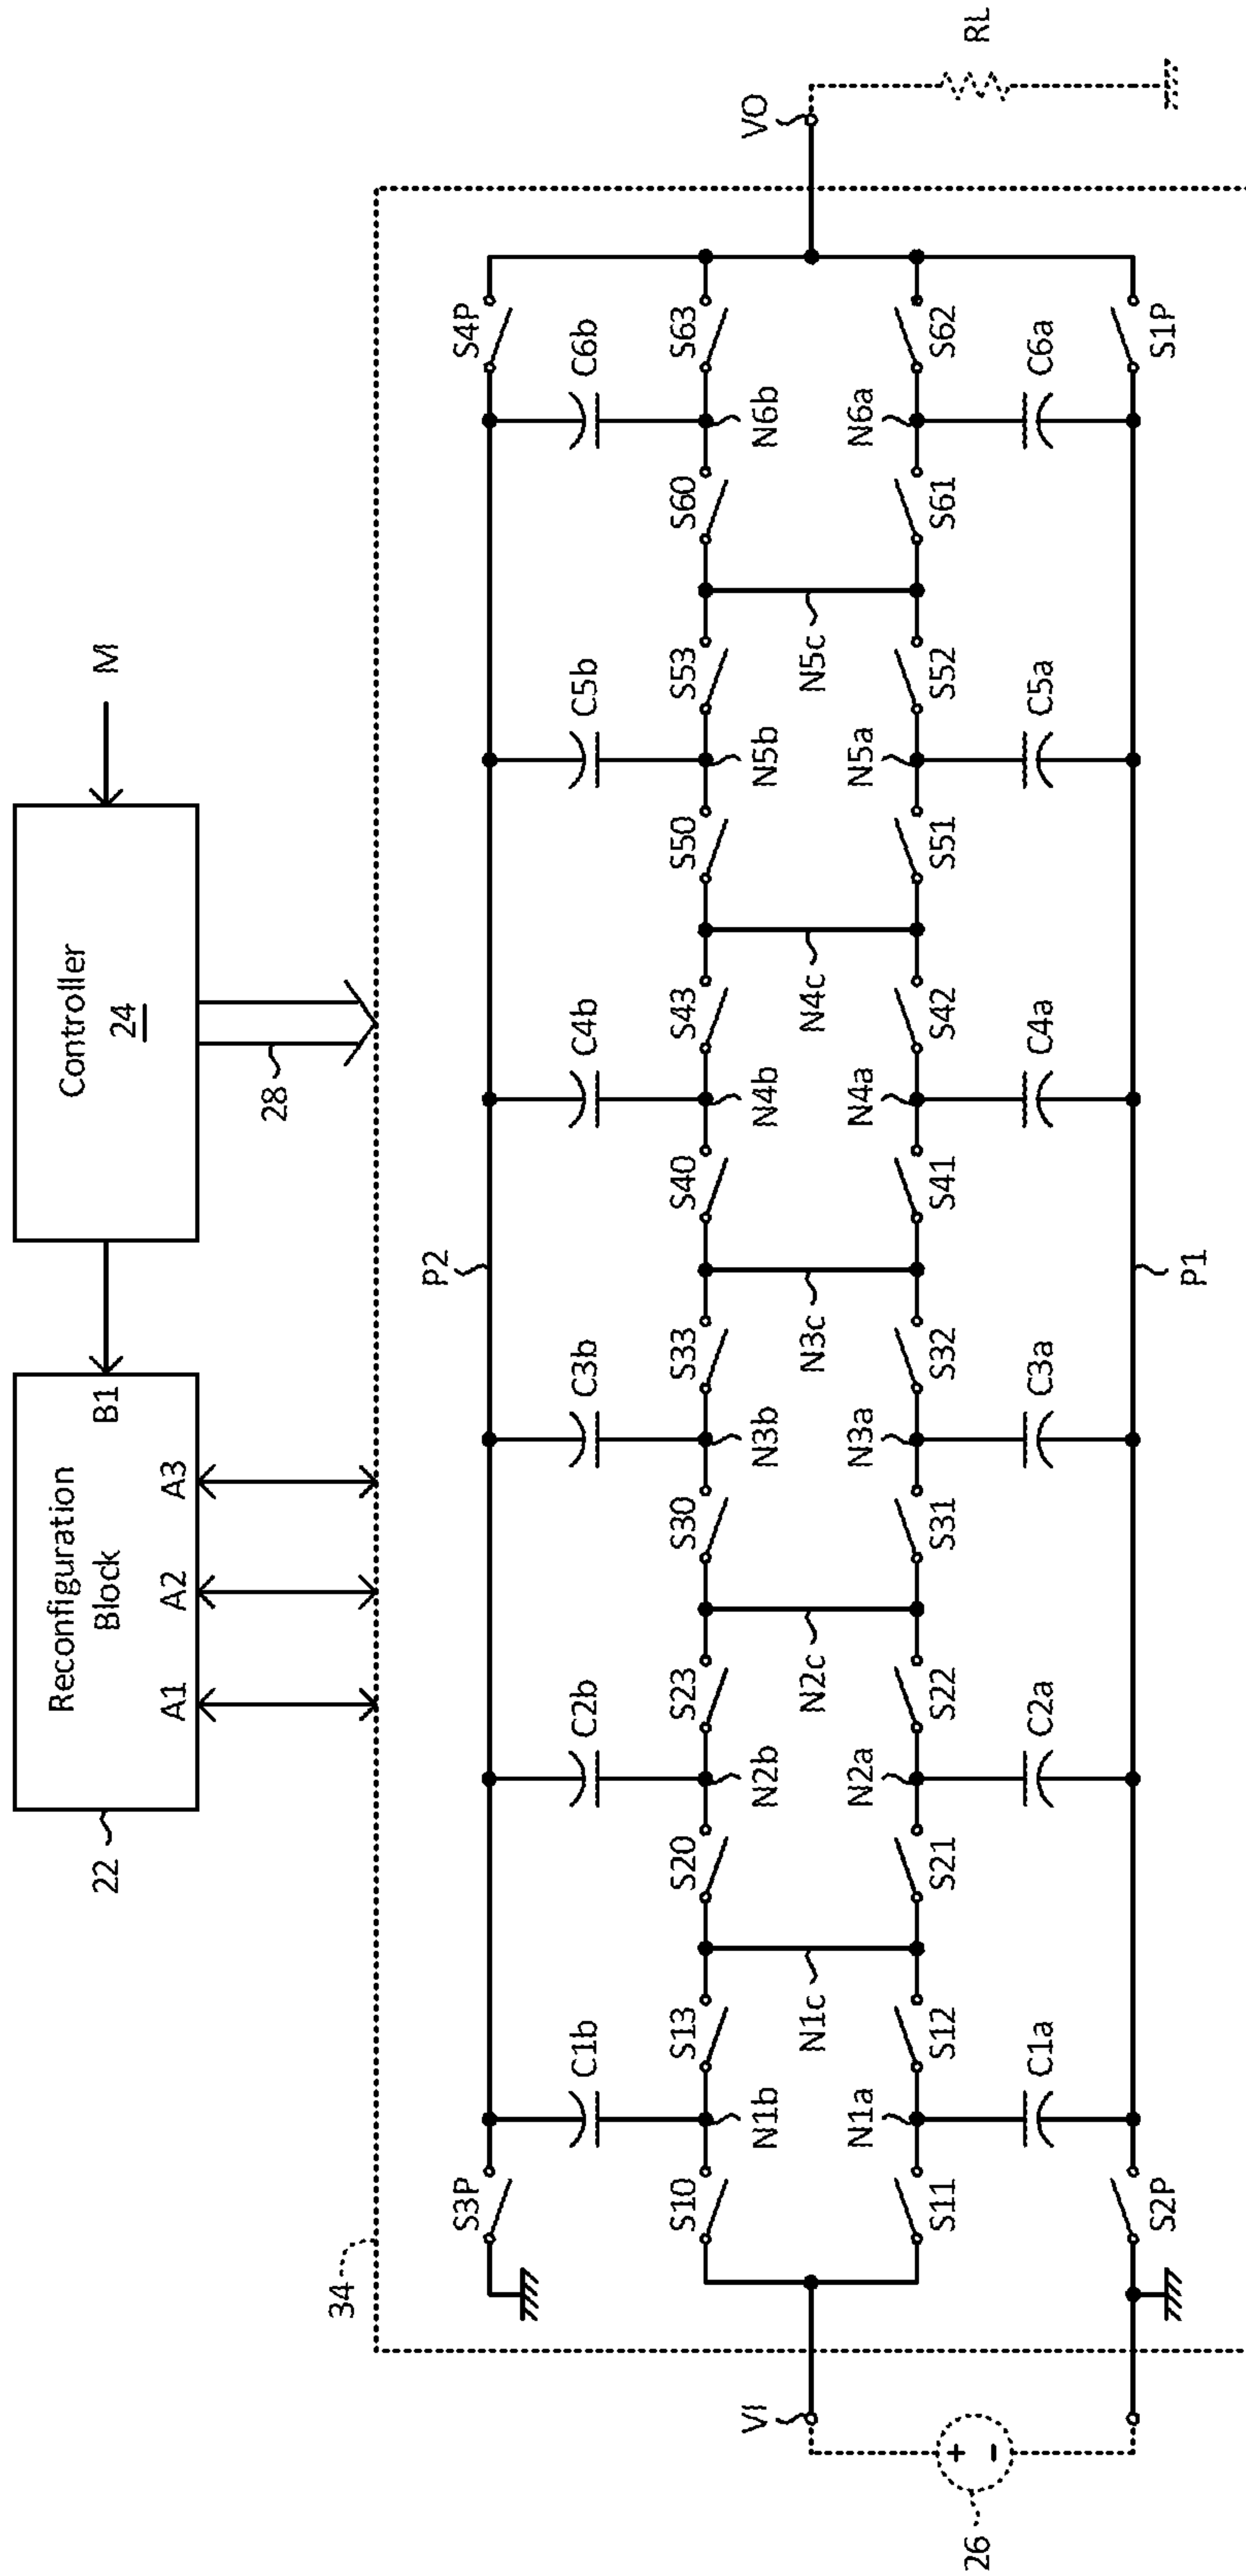 22
Reconfiguration
Block
A1
A2
A3
B1
Controller
24
M
28
34
P2
S3P
S4P
C1b
C2b
C3b
C4b
C5b
C6b
S10
S13
S20
S23
S30
S33
S40
S43
S50
S53
S60
S63
N1b
N2b
N3b
N4b
N5b
N6b
VI
N1c
N2c
N3c
N4c
N5c
VO
N1a
N2a
N3a
N4a
N5a
N6a
S11
S12
S21
S22
S31
S32
S41
S42
S51
S52
S61
S62
26
+
-
RL
C1a
C2a
C3a
C4a
C5a
C6a
S2P
S1P
P1